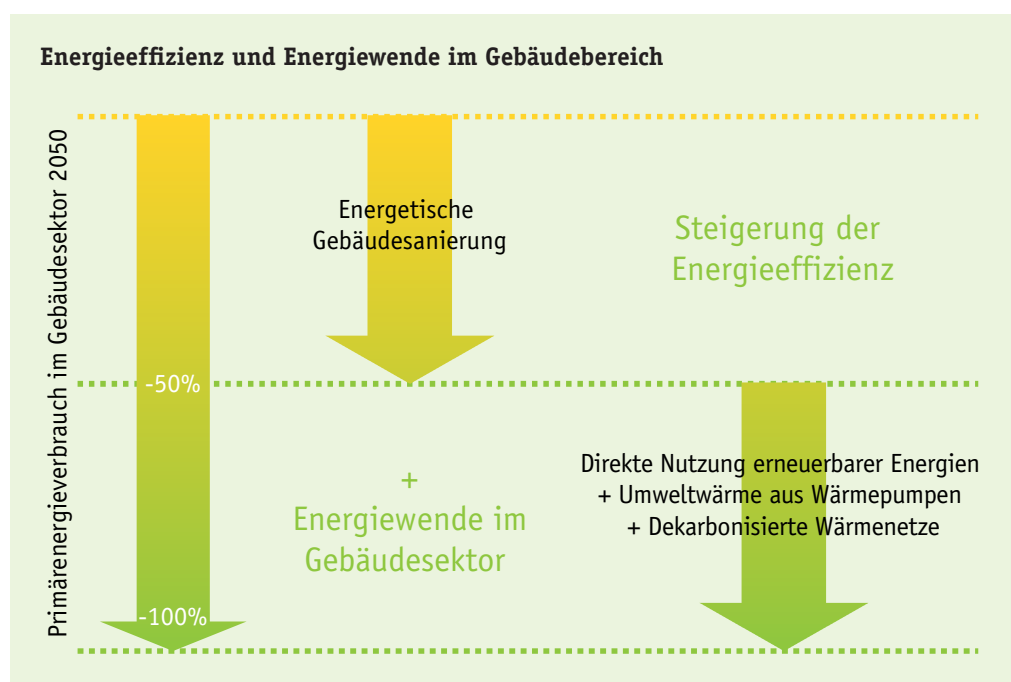 Energieeffizienz und Energiewende im Gebäudebereich
Primärenergieverbrauch im Gebäudesektor 2050
Energetische
Gebäudesanierung
Steigerung der
Energieeffizienz
-50%
+
Energiewende im
Gebäudesektor
Direkte Nutzung erneuerbarer Energien
+ Umweltwärme aus Wärmepumpen
+ Dekarbonisierte Wärmenetze
-100%